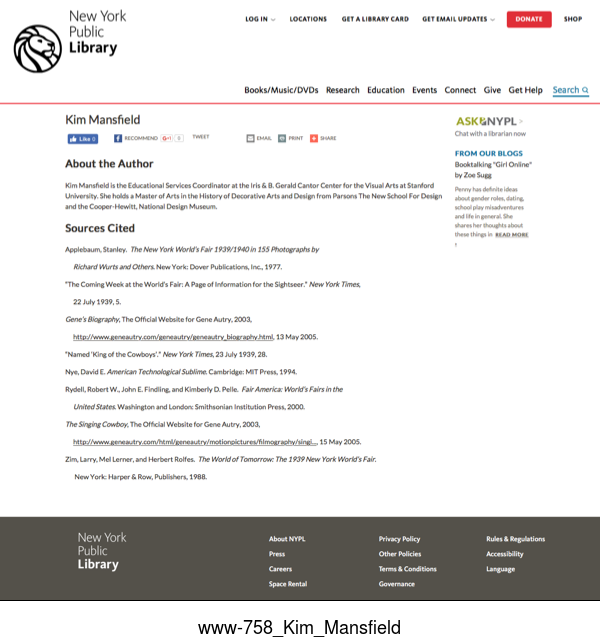 New York
Public
Library
LOG IN
LOCATIONS
GET A LIBRARY CARD
GET EMAIL UPDATES
DONATE
SHOP
Books/Music/DVDs Research Education Events Connect Give Get Help Search
Kim Mansfield
Like 0
RECOMMEND
G+1 0
TWEET
EMAIL
PRINT
SHARE
About the Author
Kim Mansfield is the Educational Services Coordinator at the Iris & B. Gerald Cantor Center for the Visual Arts at Stanford
University. She holds a Master of Arts in the History of Decorative Arts and Design from Parsons The New School For Design
and the Cooper-Hewitt, National Design Museum.
Sources Cited
Applebaum, Stanley. The New York World's Fair 1939/1940 in 155 Photographs by
Richard Wurts and Others. New York: Dover Publications, Inc., 1977.
"The Coming Week at the World's Fair: A Page of Information for the Sightseer." New York Times,
22 July 1939, 5.
Gene's Biography, The Official Website for Gene Autry, 2003,
http://www.geneautry.com/geneautry/geneautry_biography.html, 13 May 2005.
"Named 'King of the Cowboys'." New York Times, 23 July 1939, 28.
Nye, David E. American Technological Sublime. Cambridge: MIT Press, 1994.
Rydell, Robert W., John E. Findling, and Kimberly D. Pelle. Fair America: World's Fairs in the
United States. Washington and London: Smithsonian Institution Press, 2000.
The Singing Cowboy, The Official Website for Gene Autry, 2003,
http://www.geneautry.com/html/geneautry/motionpictures/filmography/singi..., 15 May 2005.
Zim, Larry, Mel Lerner, and Herbert Rolfes. The World of Tomorrow: The 1939 New York World's Fair.
New York: Harper & Row, Publishers, 1988.
ASK NYPL >
Chat with a librarian now
FROM OUR BLOGS
Booktalking "Girl Online"
by Zoe Sugg
Penny has definite ideas
about gender roles, dating,
school play misadventures
and life in general. She
shares her thoughts about
these things in READ MORE
New York
Public
Library
About NYPL
Press
Careers
Space Rental
Privacy Policy
Other Policies
Terms & Conditions
Governance
Rules & Regulations
Accessibility
Language
www-758_Kim_Mansfield